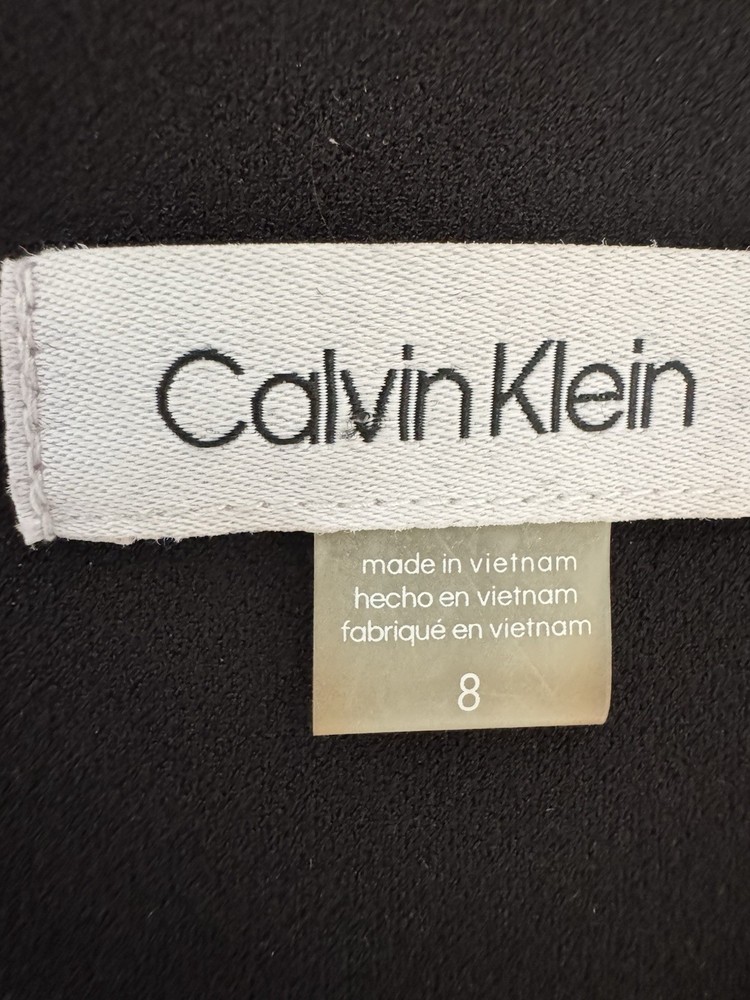 Calvin Klein
made in vietnam
hecho en vietnam
fabriqué en vietnam
8